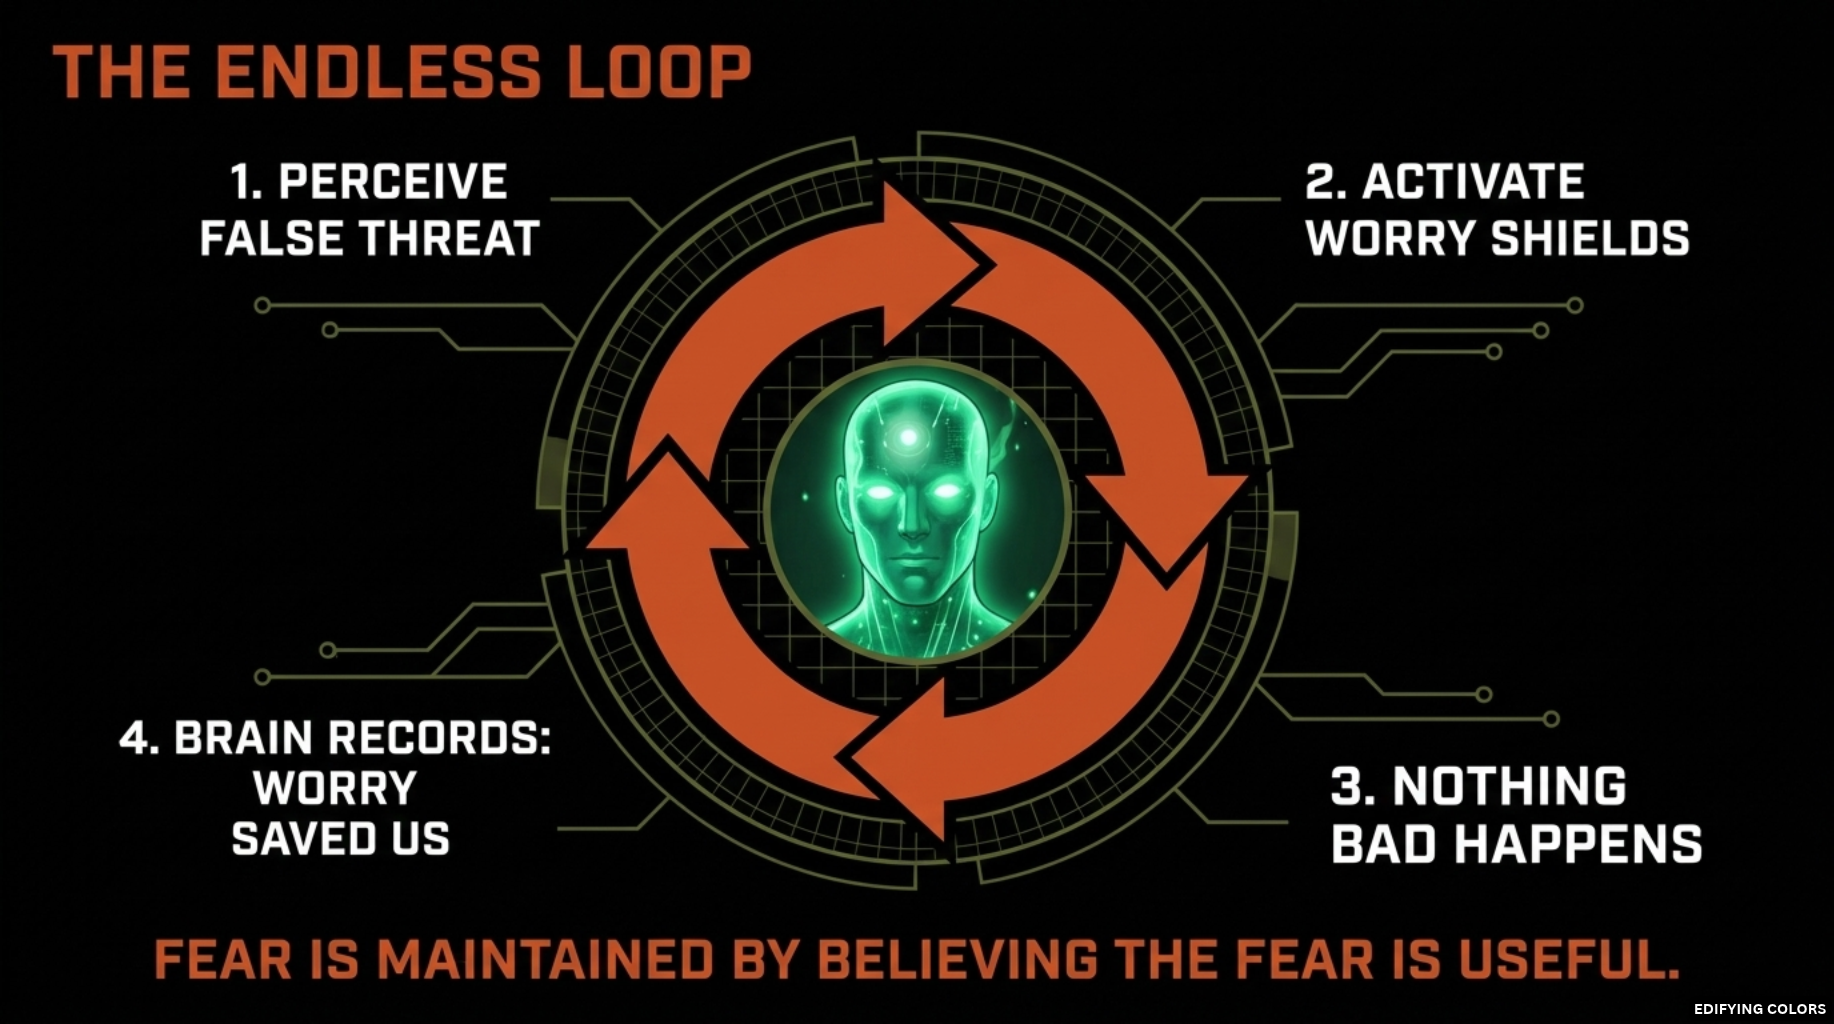 THE ENDLESS LOOP
1. PERCEIVE
FALSE THREAT
2. ACTIVATE
WORRY SHIELDS
3. NOTHING
BAD HAPPENS
4. BRAIN RECORDS:
WORRY
SAVED US
FEAR IS MAINTAINED BY BELIEVING THE FEAR IS USEFUL.
EDIFYING COLORS